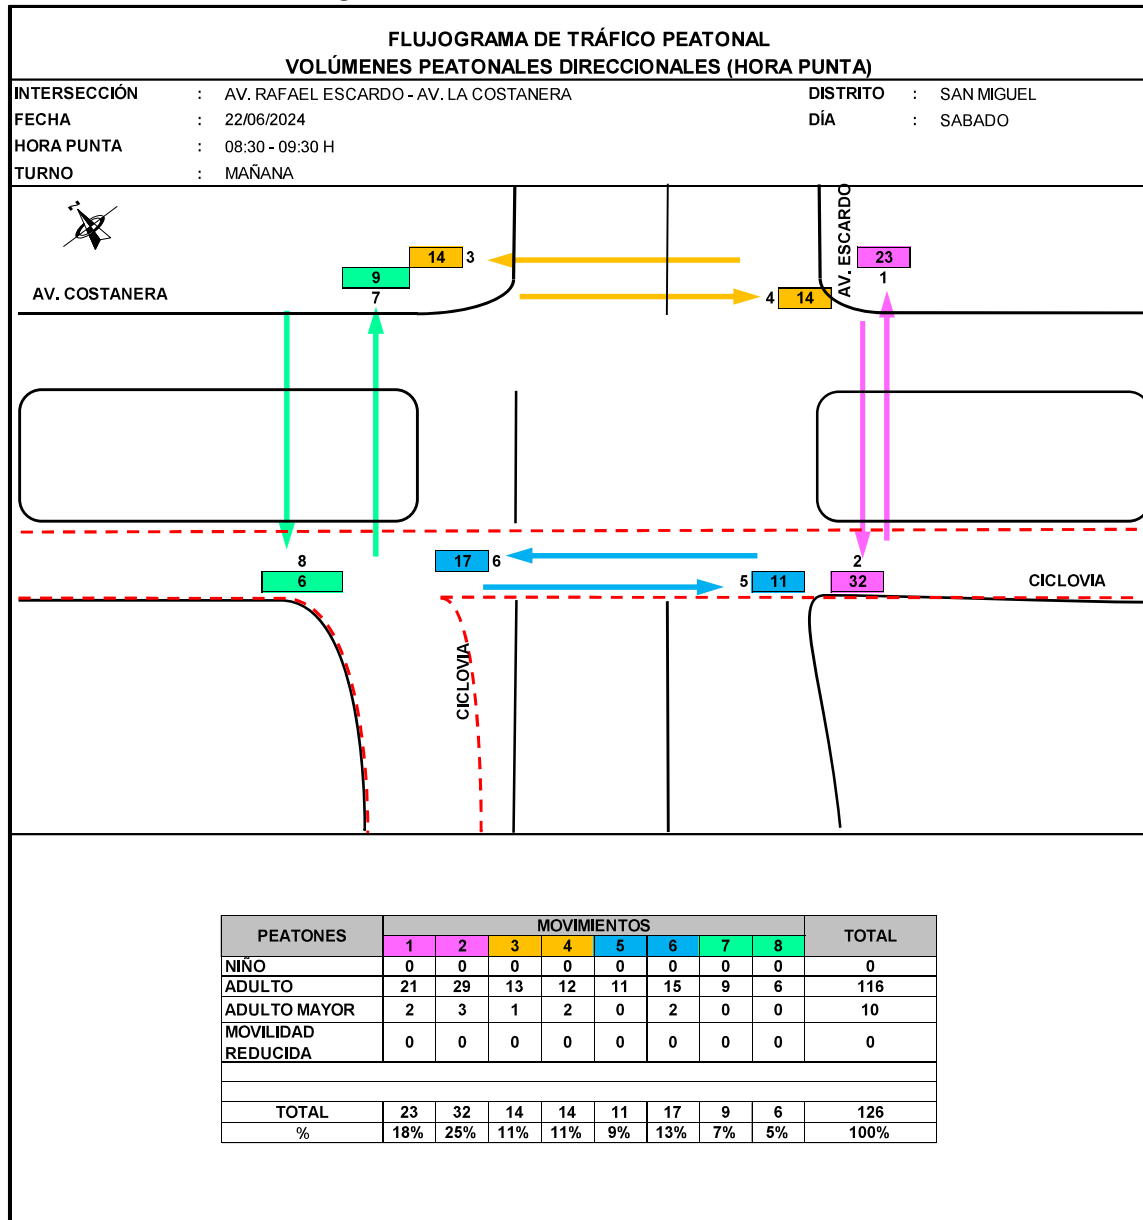 FLUJOGRAMA DE TRÁFICO PEATONAL
VOLÚMENES PEATONALES DIRECCIONALES (HORA PUNTA)
INTERSECCIÓN : AV. RAFAEL ESCARDO - AV. LA COSTANERA DISTRITO : SAN MIGUEL
FECHA : 22/06/2024 DÍA : SABADO
HORA PUNTA : 08:30 - 09:30 H
TURNO : MAÑANA
AV. ESCARDO
14 3
23
9
1
AV. COSTANERA
7
4 14
8
17 6
2
6
5 11
32
CICLOVIA
CICLOVIA
PEATONES MOVIMIENTOS TOTAL
1 2 3 4 5 6 7 8
NIÑO 0 0 0 0 0 0 0 0 0
ADULTO 21 29 13 12 11 15 9 6 116
ADULTO MAYOR 2 3 1 2 0 2 0 0 10
MOVILIDAD
REDUCIDA 0 0 0 0 0 0 0 0 0
TOTAL 23 32 14 14 11 17 9 6 126
% 18% 25% 11% 11% 9% 13% 7% 5% 100%